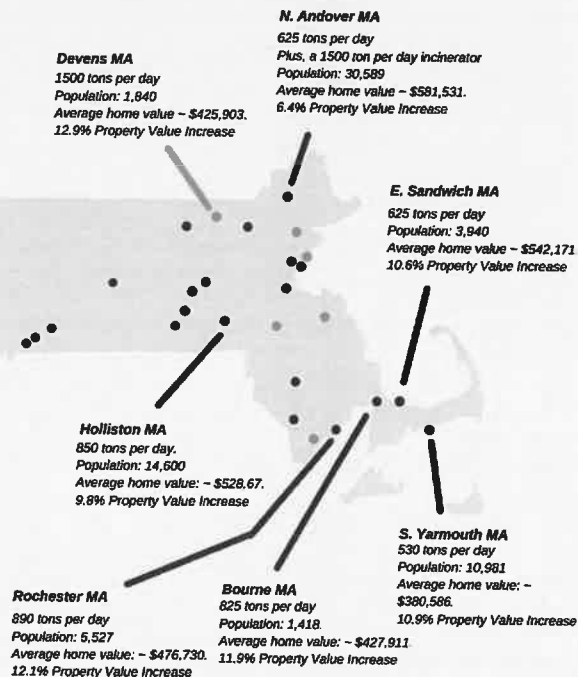 N. Andover MA
625 tons per day
Plus, a 1500 ton per day incinerator
Population: 30,589
Average home value ~ $581,531.
6.4% Property Value Increase
Devens MA
1500 tons per day
Population: 1,840
Average home value ~ $425,903.
12.9% Property Value Increase
E. Sandwich MA
625 tons per day
Population: 3,940
Average home value ~ $542,171
10.6% Property Value Increase
Holliston MA
850 tons per day.
Population: 14,600
Average home value: ~ $528,67.
9.8% Property Value Increase
S. Yarmouth MA
530 tons per day
Population: 10,981
Average home value; ~
$380,586.
10.9% Property Value Increase
Rochester MA
890 tons per day
Population: 5,527
Average home value: ~ $476,730.
12.1% Property Value Increase
Bourne MA
825 tons per day
Population: 1,418
Average home value: ~ $427,911
11.9% Property Value Increase